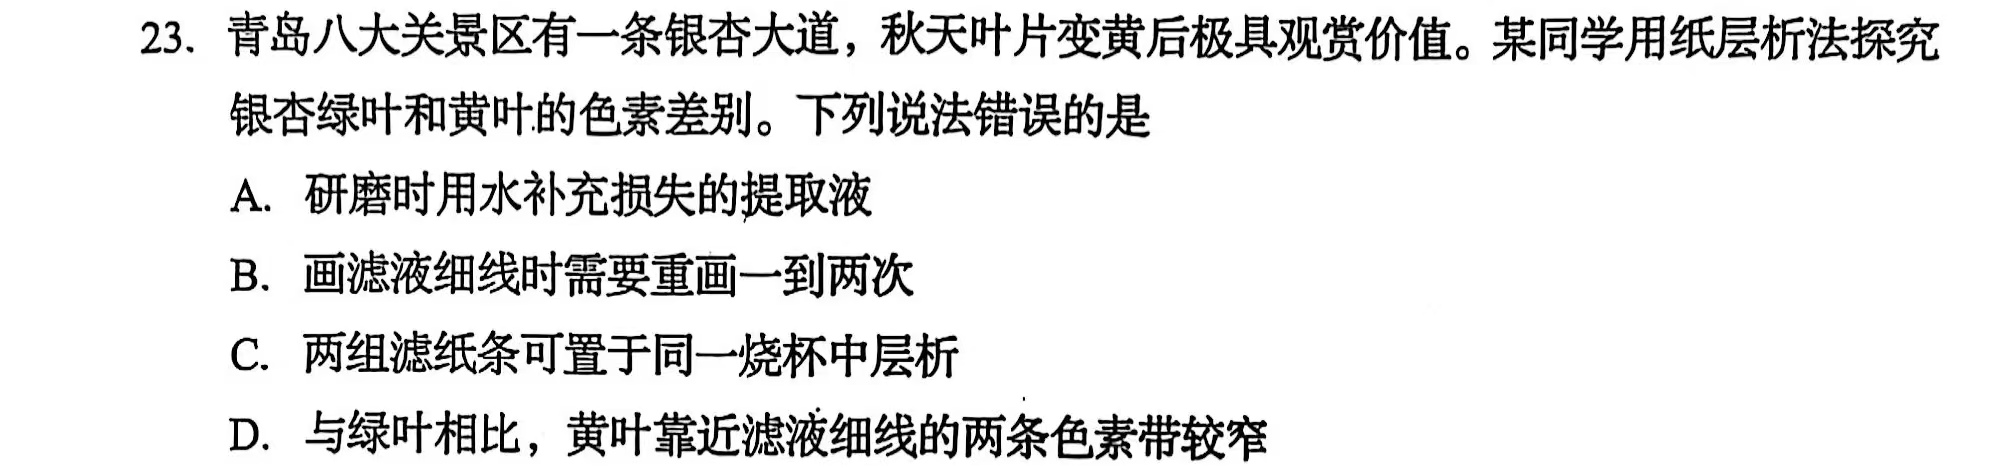 23. 青岛八大关景区有一条银杏大道，秋天叶片变黄后极具观赏价值。某同学用纸层析法探究
银杏绿叶和黄叶的色素差别。下列说法错误的是
A. 研磨时用水补充损失的提取液
B. 画滤液细线时需要重画一到两次
C. 两组滤纸条可置于同一烧杯中层析
D. 与绿叶相比，黄叶靠近滤液细线的两条色素带较窄